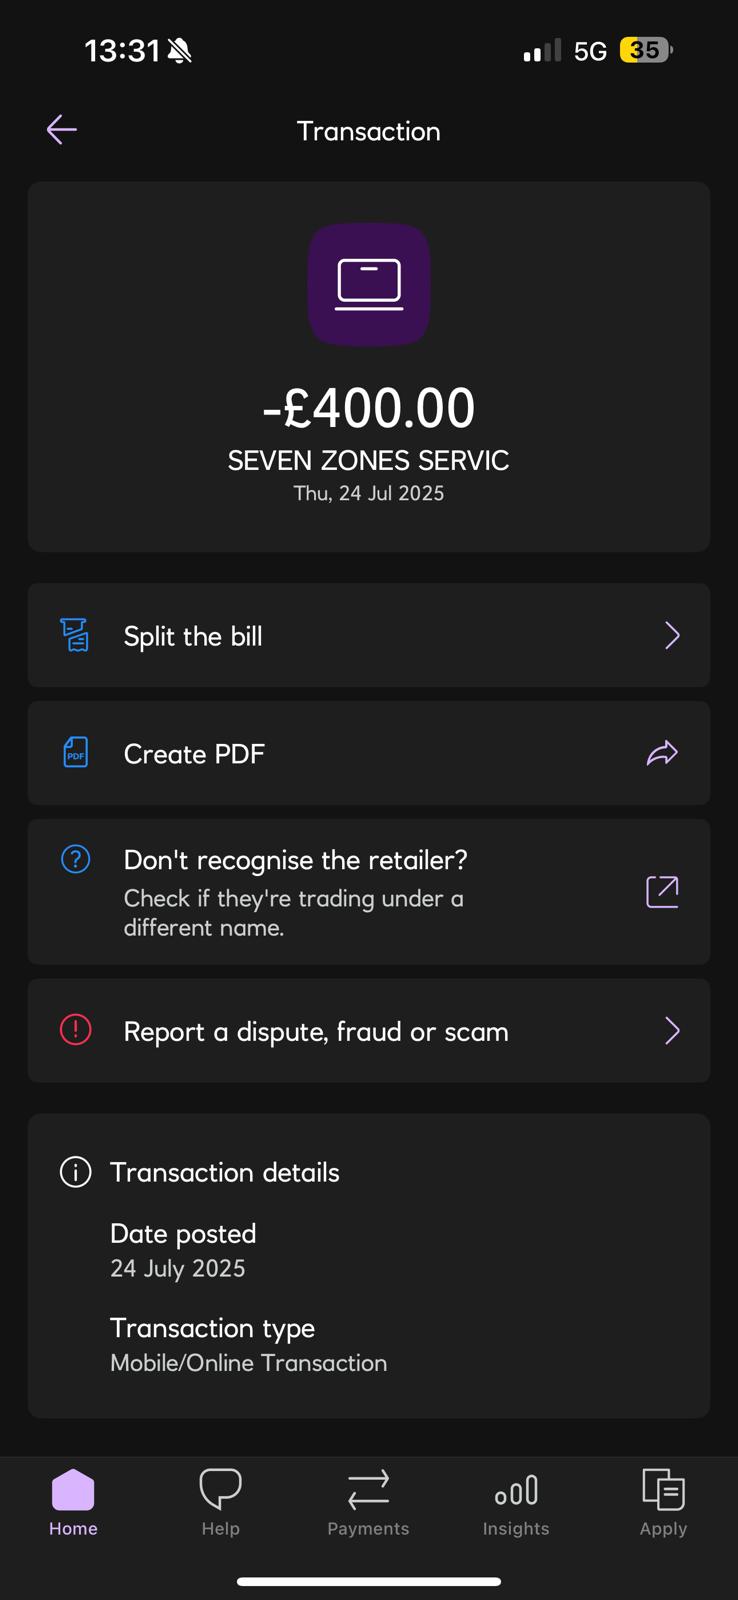 13:31
5G
35
Transaction
-£400.00
SEVEN ZONES SERVIC
Thu, 24 Jul 2025
Split the bill
PDF
Create PDF
Don't recognise the retailer?
Check if they're trading under a
different name.
Report a dispute, fraud or scam
Transaction details
Date posted
24 July 2025
Transaction type
Mobile/Online Transaction
Home
Help
Payments
Insights
Apply